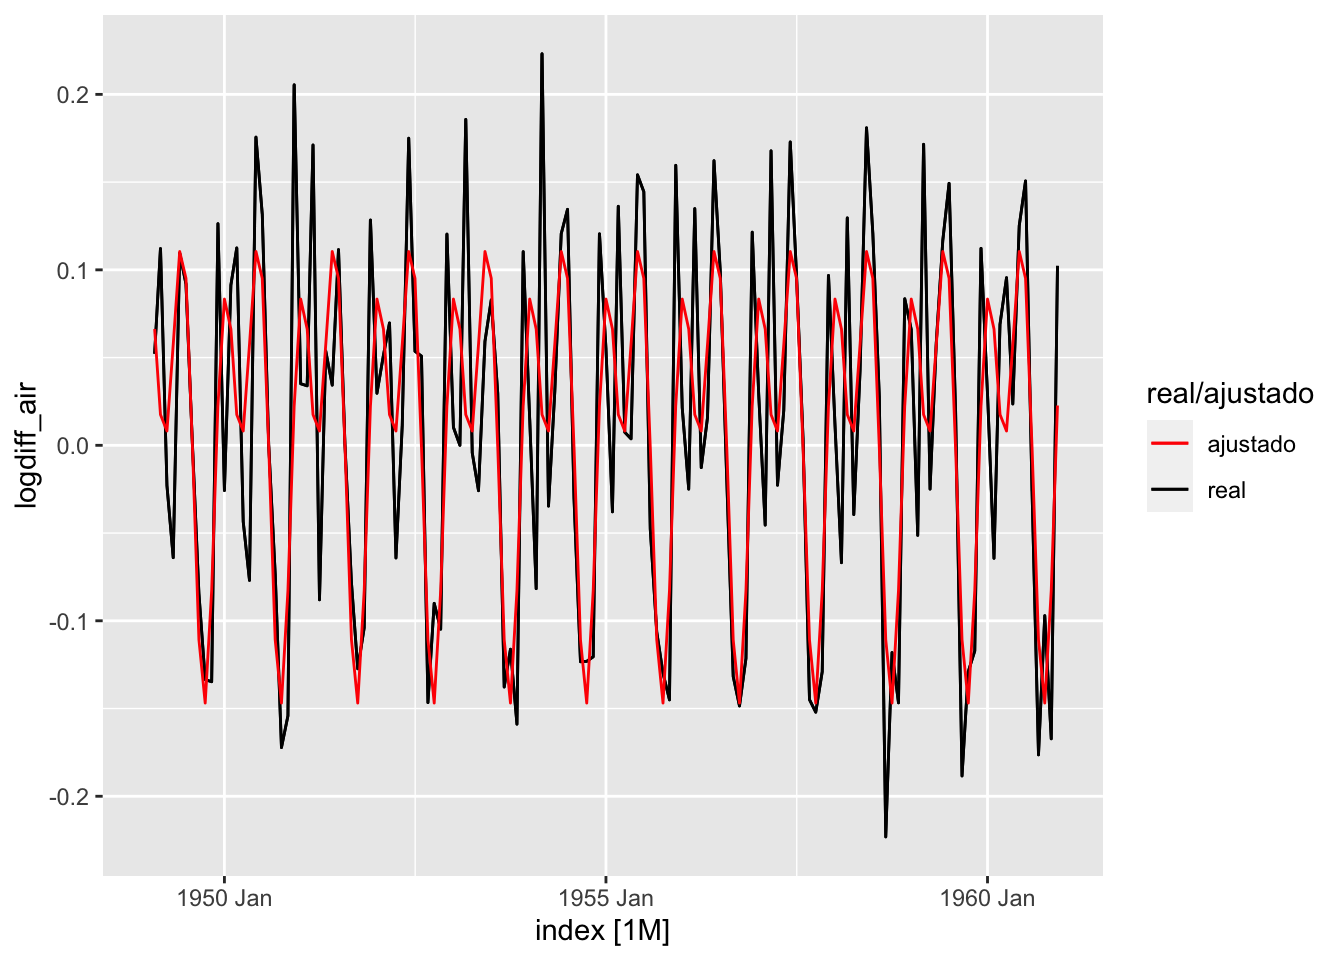 logdiff_air
0.2
0.1
0.0
-0.1
-0.2
1950 Jan
1955 Jan
1960 Jan
index [1M]
real/ajustado
ajustado
real